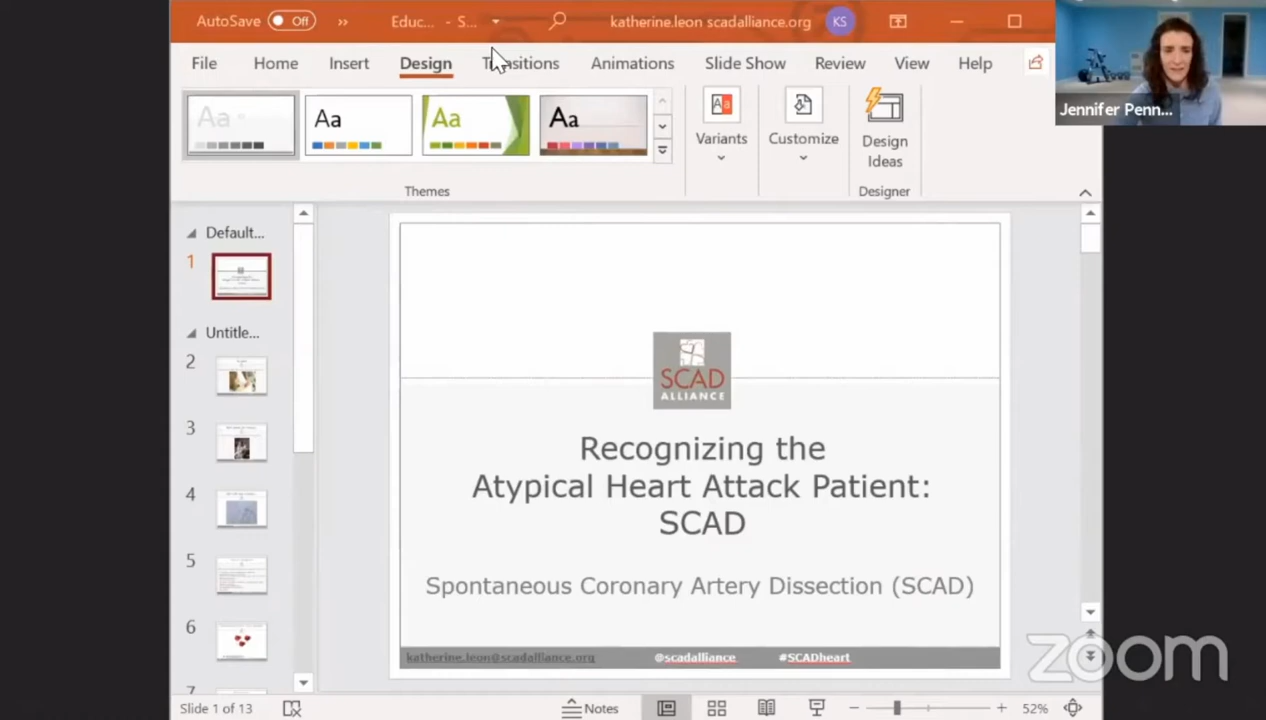 AutoSave Off Educ... - S... katherine.leon scadalliance.org KS
File Home Insert Design Transitions Animations Slide Show Review View Help
Jennifer Penn...
Aa Aa Aa Aa
Variants
Customize
Design
Ideas
Themes
Designer
Default...
1
Untitle...
2
3
4
5
6
7
SCAD
ALLIANCE
Recognizing the
Atypical Heart Attack Patient:
SCAD
Spontaneous Coronary Artery Dissection (SCAD)
katherine.leon@scadalliance.org @scadalliance #SCADheart
zoom
Slide 1 of 13 Notes 52%